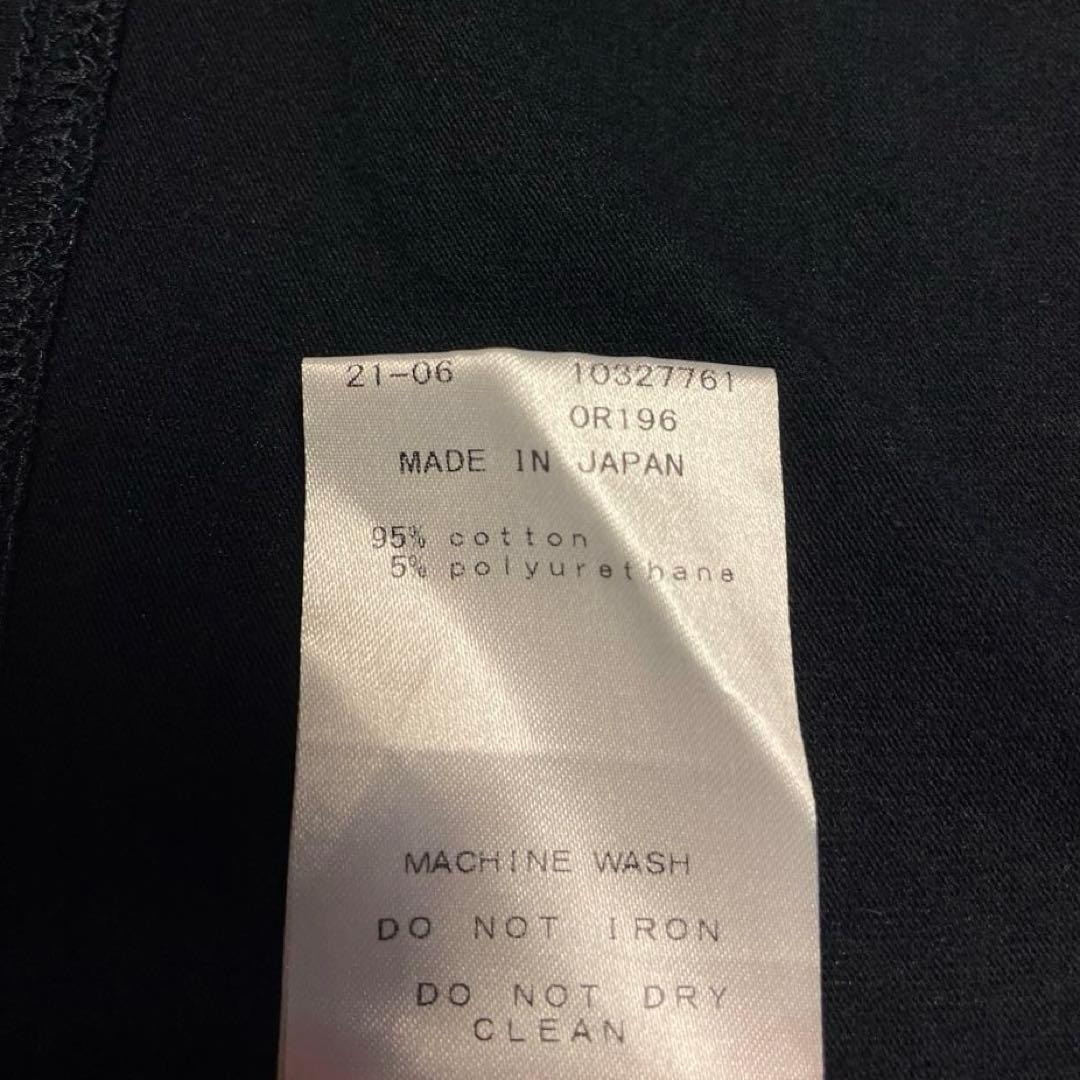 21-06 10327761
OR196
MADE IN JAPAN
95% cotton
5% polyurethane
MACHINE WASH
DO NOT IRON
DO NOT DRY
CLEAN